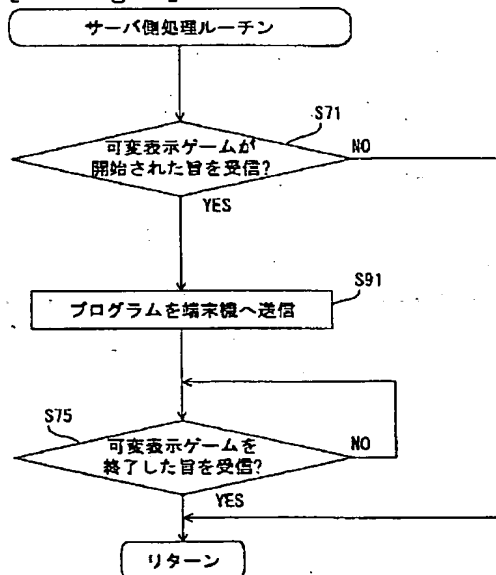 サーバ側処理ルーチン
S71
可変表示ゲームが
開始された旨を受信?
NO
YES
S91
プログラムを端末機へ送信
S75
可変表示ゲームを
終了した旨を受信?
NO
YES
リターン